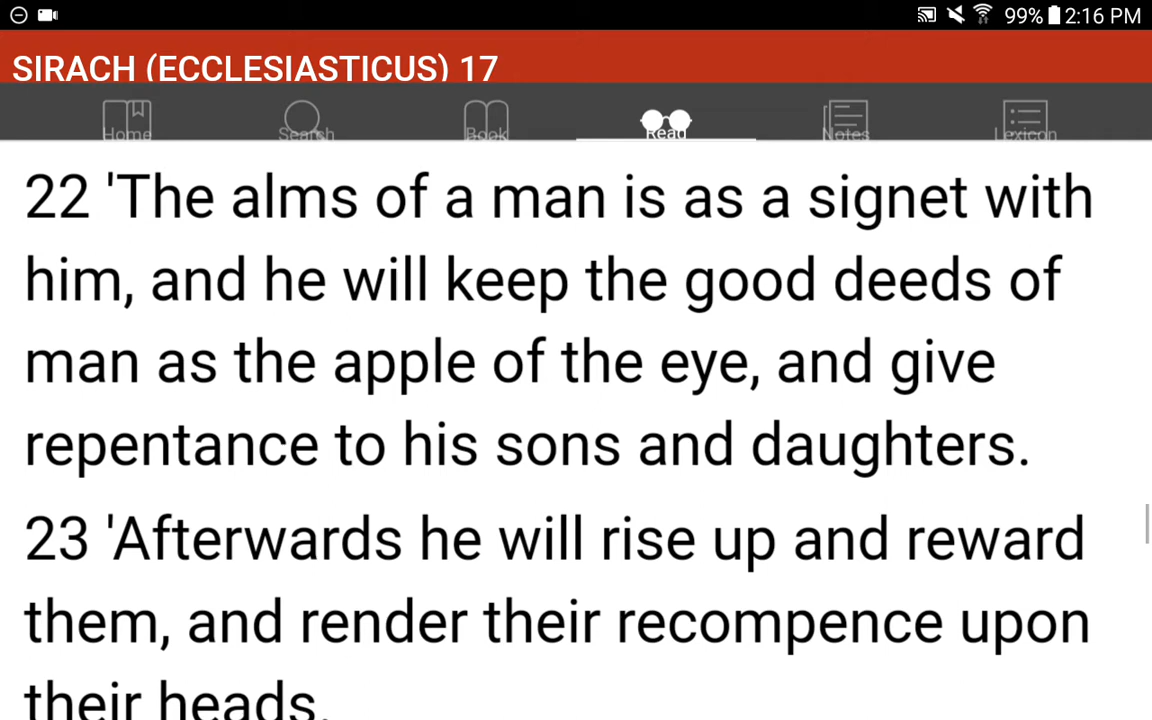 99% 2:16 PM
SIRACH (ECCLESIASTICUS) 17
Home Search Book Read Notes Lexicon
22 'The alms of a man is as a signet with
him, and he will keep the good deeds of
man as the apple of the eye, and give
repentance to his sons and daughters.
23 'Afterwards he will rise up and reward
them, and render their recompence upon
their heads.